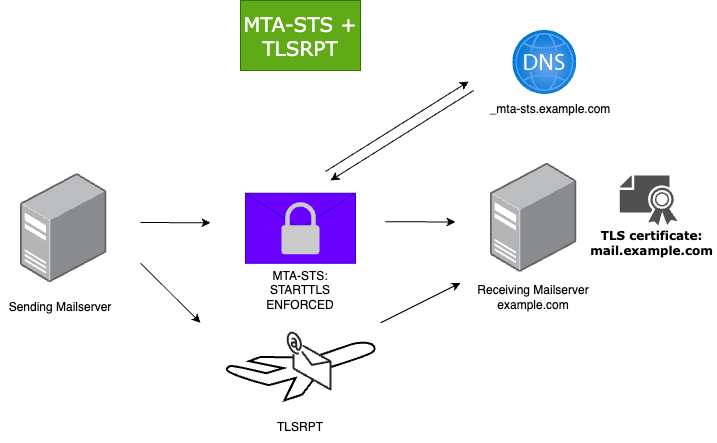 MTA-STS +
TLSRPT
DNS
_mta-sts.example.com
Sending Mailserver
MTA-STS:
STARTTLS
ENFORCED
Receiving Mailserver
example.com
TLS certificate:
mail.example.com
@
TLSRPT